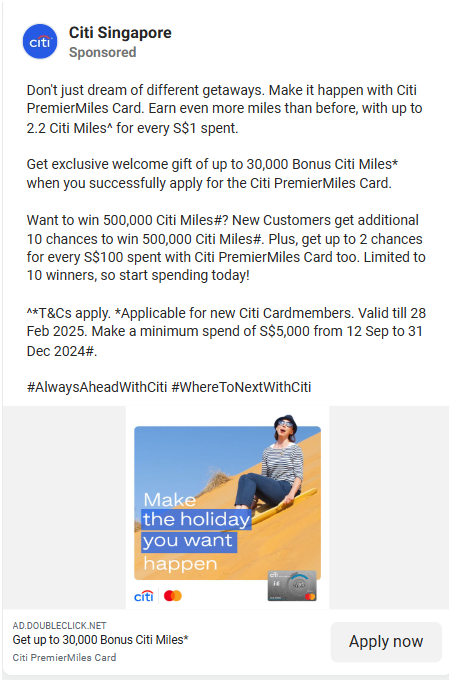 citi
Citi Singapore
Sponsored
Don't just dream of different getaways. Make it happen with Citi
PremierMiles Card. Earn even more miles than before, with up to
2.2 Citi Miles^ for every S$1 spent.
Get exclusive welcome gift of up to 30,000 Bonus Citi Miles*
when you successfully apply for the Citi PremierMiles Card.
Want to win 500,000 Citi Miles#? New Customers get additional
10 chances to win 500,000 Citi Miles#. Plus, get up to 2 chances
for every S$100 spent with Citi PremierMiles Card too. Limited to
10 winners, so start spending today!
^*T&Cs apply. *Applicable for new Citi Cardmembers. Valid till 28
Feb 2025. Make a minimum spend of S$5,000 from 12 Sep to 31
Dec 2024#.
#AlwaysAheadWithCiti #WhereToNextWithCiti
Make
the holiday
you want
happen
citi
citi
AD.DOUBLECLICK.NET
Get up to 30,000 Bonus Citi Miles*
Citi PremierMiles Card
Apply now